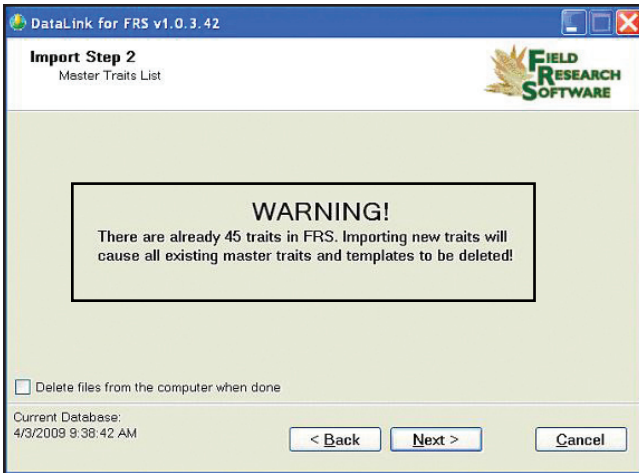 DataLink for FRS v1.0.3.42
Import Step 2
Master Traits List
FIELD
RESEARCH
SOFTWARE
WARNING!
There are already 45 traits in FRS. Importing new traits will
cause all existing master traits and templates to be deleted!
Delete files from the computer when done
Current Database:
4/3/2009 9:38:42 AM
< Back
Next >
Cancel